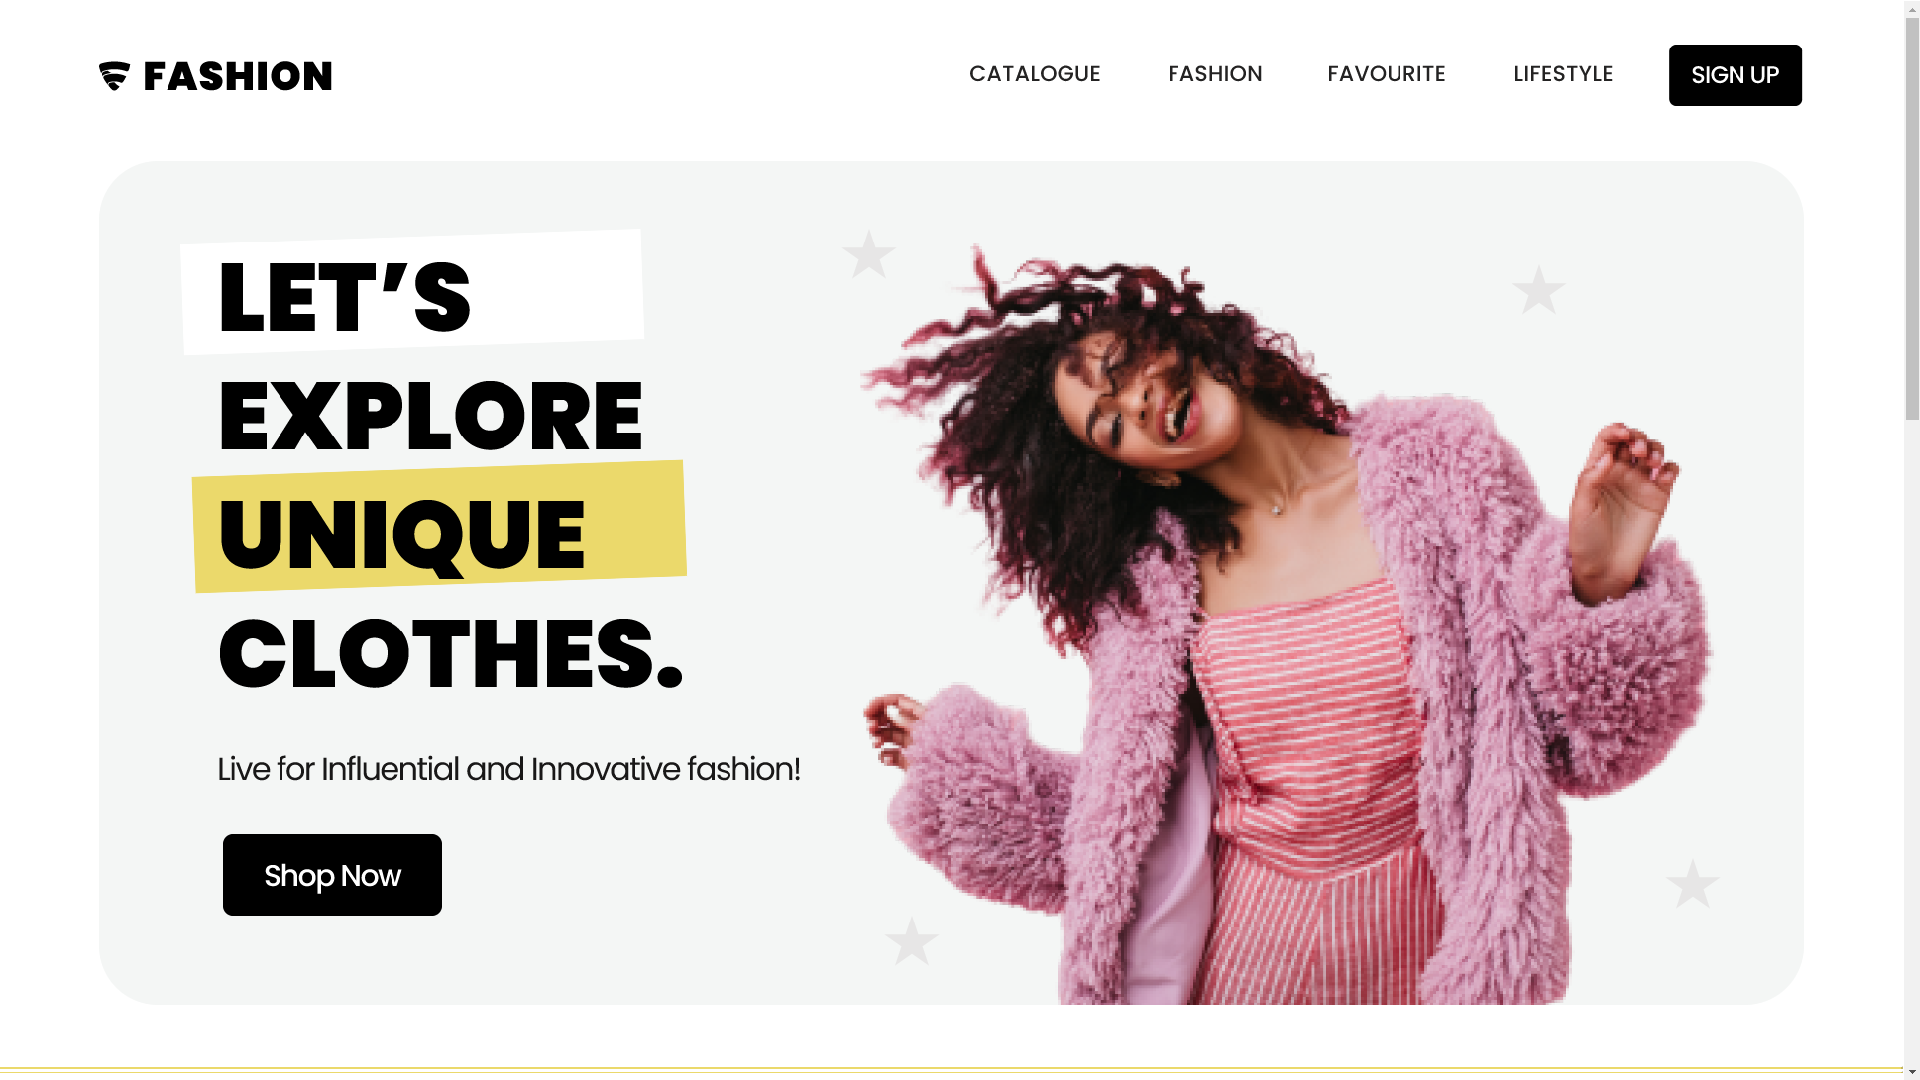 FASHION
CATALOGUE FASHION FAVOURITE LIFESTYLE SIGN UP
LET’S
EXPLORE
UNIQUE
CLOTHES.
Live for Influential and Innovative fashion!
Shop Now